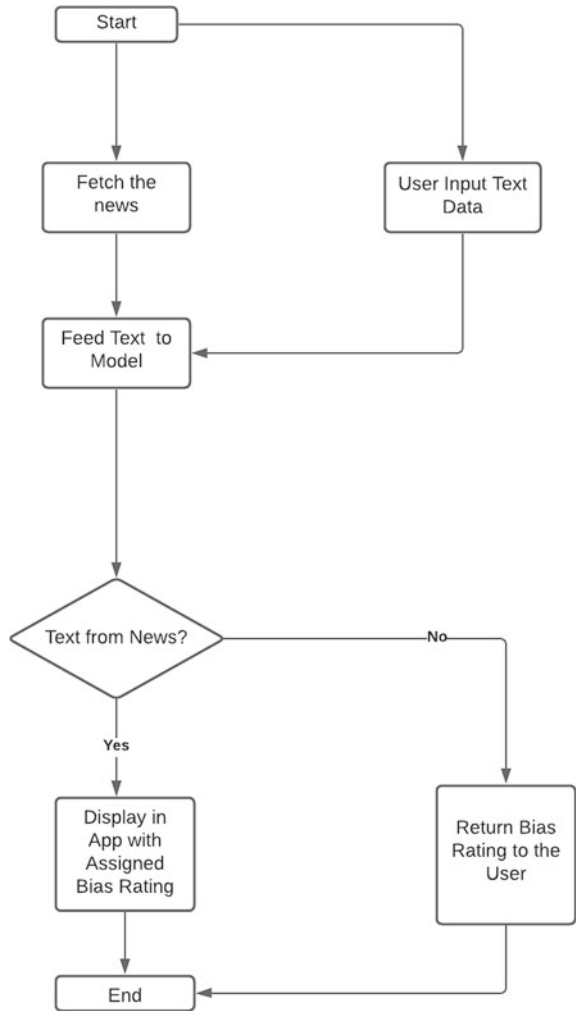 Start
Fetch the
news
User Input Text
Data
Feed Text to
Model
Text from News?
No
Yes
Display in
App with
Assigned
Bias Rating
Return Bias
Rating to the
User
End